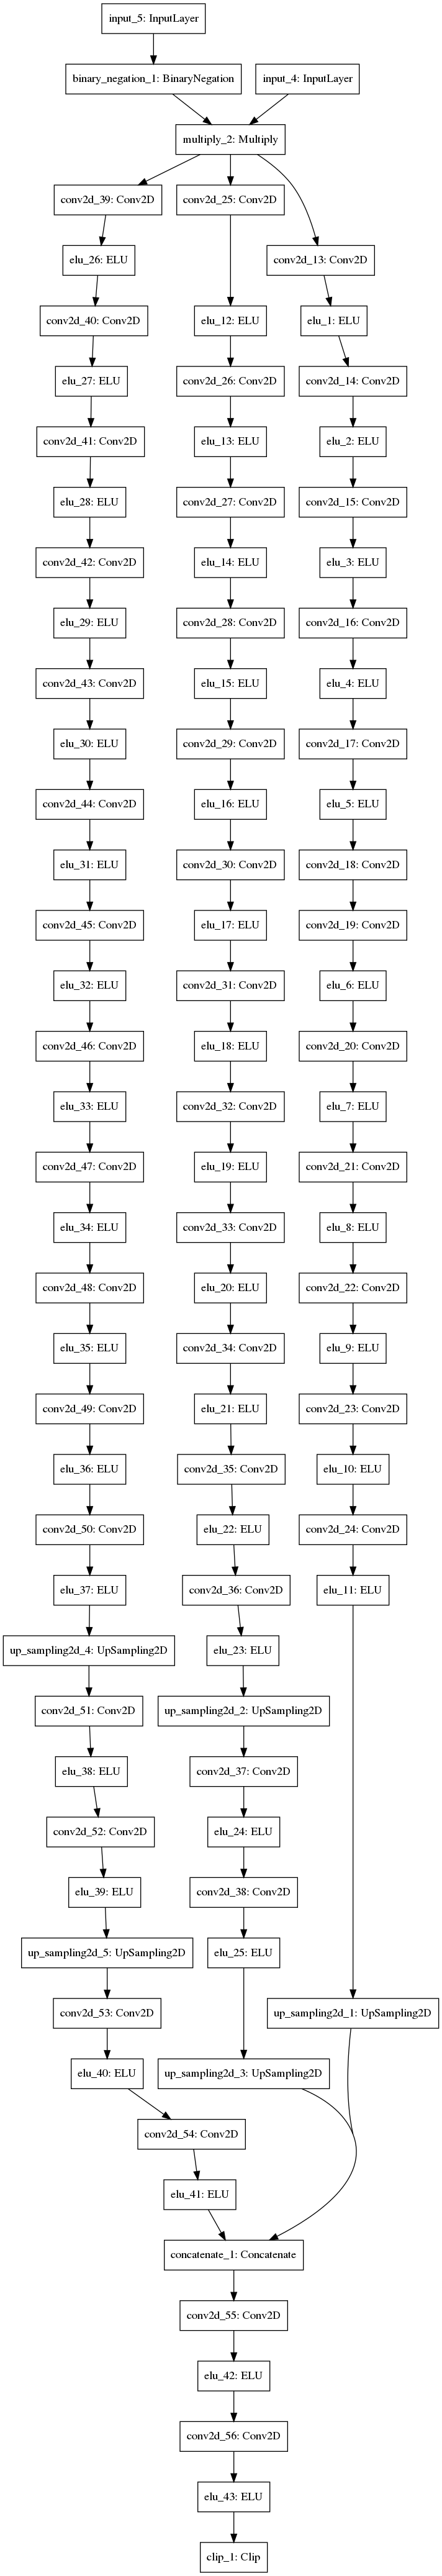 input_5: InputLayer
binary_negation_1: BinaryNegation
input_4: InputLayer
multiply_2: Multiply
conv2d_39: Conv2D
conv2d_25: Conv2D
elu_26: ELU
conv2d_13: Conv2D
conv2d_40: Conv2D
elu_12: ELU
elu_1: ELU
elu_27: ELU
conv2d_26: Conv2D
conv2d_14: Conv2D
conv2d_41: Conv2D
elu_13: ELU
elu_2: ELU
elu_28: ELU
conv2d_27: Conv2D
conv2d_15: Conv2D
conv2d_42: Conv2D
elu_14: ELU
elu_3: ELU
elu_29: ELU
conv2d_28: Conv2D
conv2d_16: Conv2D
conv2d_43: Conv2D
elu_15: ELU
elu_4: ELU
elu_30: ELU
conv2d_29: Conv2D
conv2d_17: Conv2D
conv2d_44: Conv2D
elu_16: ELU
elu_5: ELU
elu_31: ELU
conv2d_30: Conv2D
conv2d_18: Conv2D
conv2d_45: Conv2D
elu_17: ELU
conv2d_19: Conv2D
elu_32: ELU
conv2d_31: Conv2D
elu_6: ELU
conv2d_46: Conv2D
elu_18: ELU
conv2d_20: Conv2D
elu_33: ELU
conv2d_32: Conv2D
elu_7: ELU
conv2d_47: Conv2D
elu_19: ELU
conv2d_21: Conv2D
elu_34: ELU
conv2d_33: Conv2D
elu_8: ELU
conv2d_48: Conv2D
elu_20: ELU
conv2d_22: Conv2D
elu_35: ELU
conv2d_34: Conv2D
elu_9: ELU
conv2d_49: Conv2D
elu_21: ELU
conv2d_23: Conv2D
elu_36: ELU
conv2d_35: Conv2D
elu_10: ELU
conv2d_50: Conv2D
elu_22: ELU
conv2d_24: Conv2D
elu_37: ELU
conv2d_36: Conv2D
elu_11: ELU
up_sampling2d_4: UpSampling2D
elu_23: ELU
conv2d_51: Conv2D
up_sampling2d_2: UpSampling2D
elu_38: ELU
conv2d_37: Conv2D
conv2d_52: Conv2D
elu_24: ELU
elu_39: ELU
conv2d_38: Conv2D
up_sampling2d_5: UpSampling2D
elu_25: ELU
conv2d_53: Conv2D
up_sampling2d_1: UpSampling2D
elu_40: ELU
up_sampling2d_3: UpSampling2D
conv2d_54: Conv2D
elu_41: ELU
concatenate_1: Concatenate
conv2d_55: Conv2D
elu_42: ELU
conv2d_56: Conv2D
elu_43: ELU
clip_1: Clip